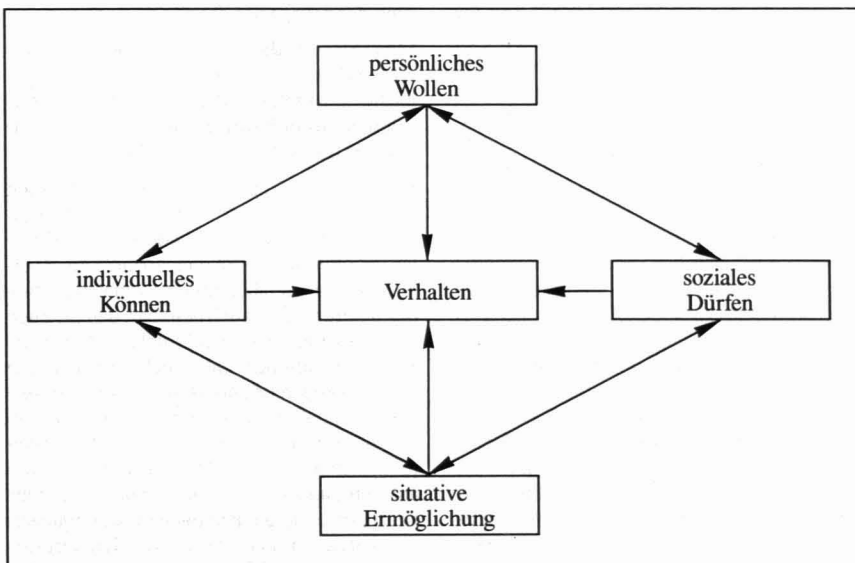 persönliches
Wollen
individuelles
Können
Verhalten
soziales
Dürfen
situative
Ermöglichung